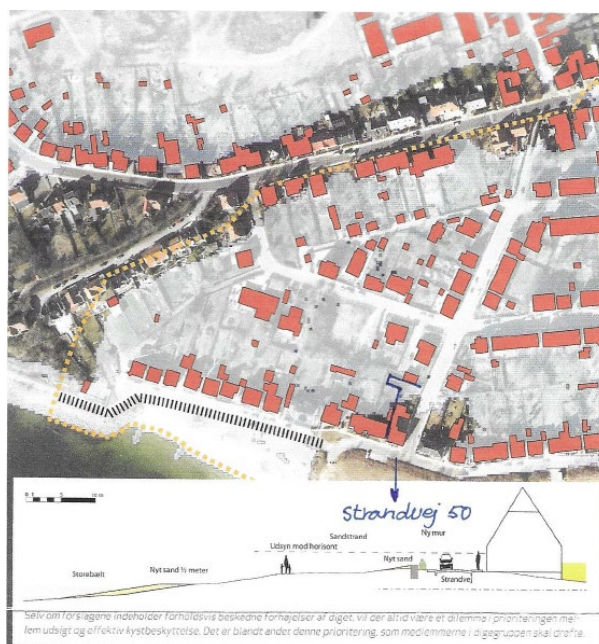 Strandvej 50
Sandstrand
Ny mur
Udsyn mod horisont
Nyt sand
Storebælt
Nyt sand ½ meter
Strandvej
Selv om forslagene indeholder forholdsvis beskedne forhøjelser af diget, vil der altid være et dilemma i prioriteringen mel-
lem udsigt og effektiv kystbeskyttelse. Det er blandt andet denne prioritering, som medlemmerne i digegruppen skal drøfte.